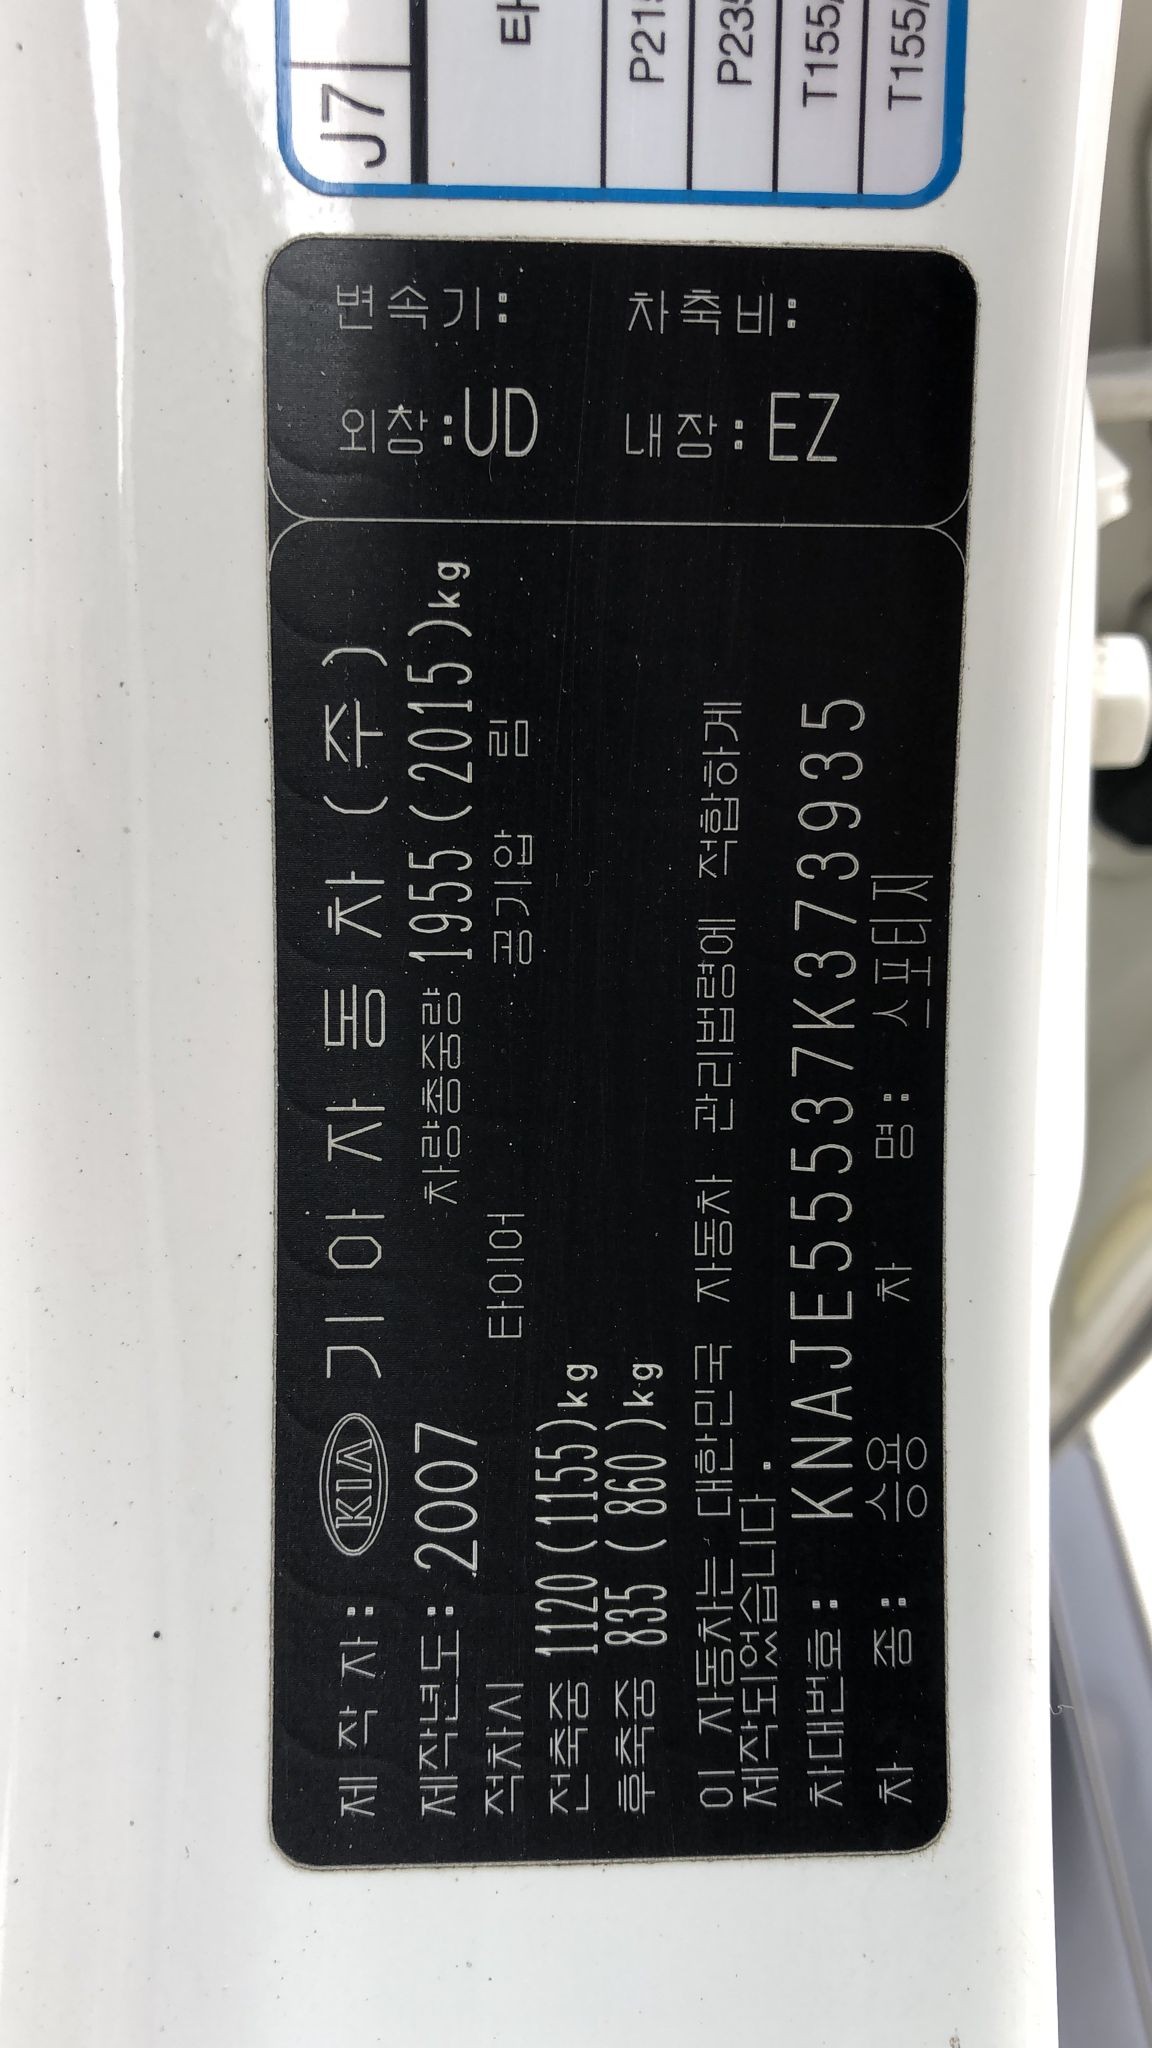 J7
P215
P235
T155/
T155/
변속기: 차축비:
외장:UD 내장:EZ
제 작 자: KIA 기아자동차(주)
제작년도: 2007 차량총중량 1955(2015)kg
적차시 타이어 공기압 림
전축중 1120(1155)kg
후축중 835( 860)kg
이 자동차는 대한민국 자동차 관리법령에 적합하게
제작되었습니다.
차대번호: KNAJE55537K373935
차 종: 승용 차 명: 스포티지